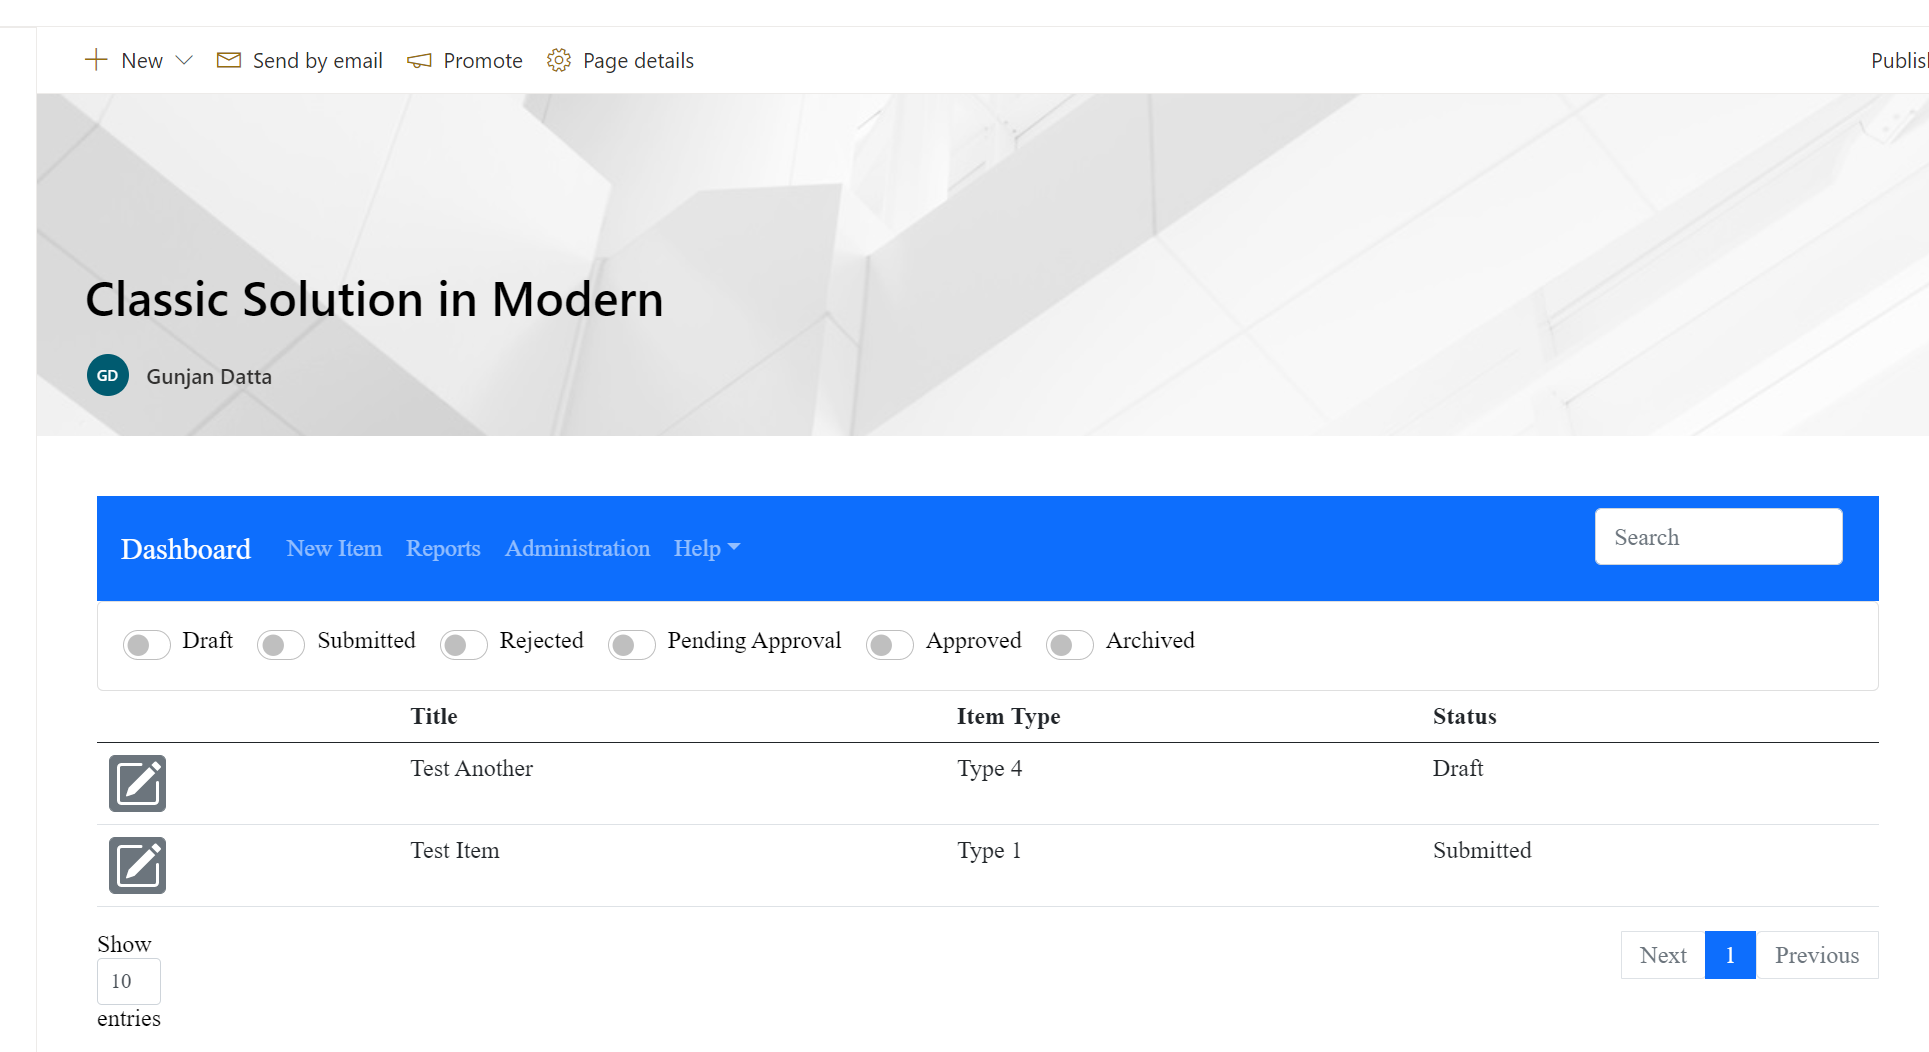 New Send by email Promote Page details Publis
Classic Solution in Modern
GD Gunjan Datta
Dashboard New Item Reports Administration Help Search
Draft Submitted Rejected Pending Approval Approved Archived
Title Item Type Status
Test Another Type 4 Draft
Test Item Type 1 Submitted
Show
10
entries
Next 1 Previous